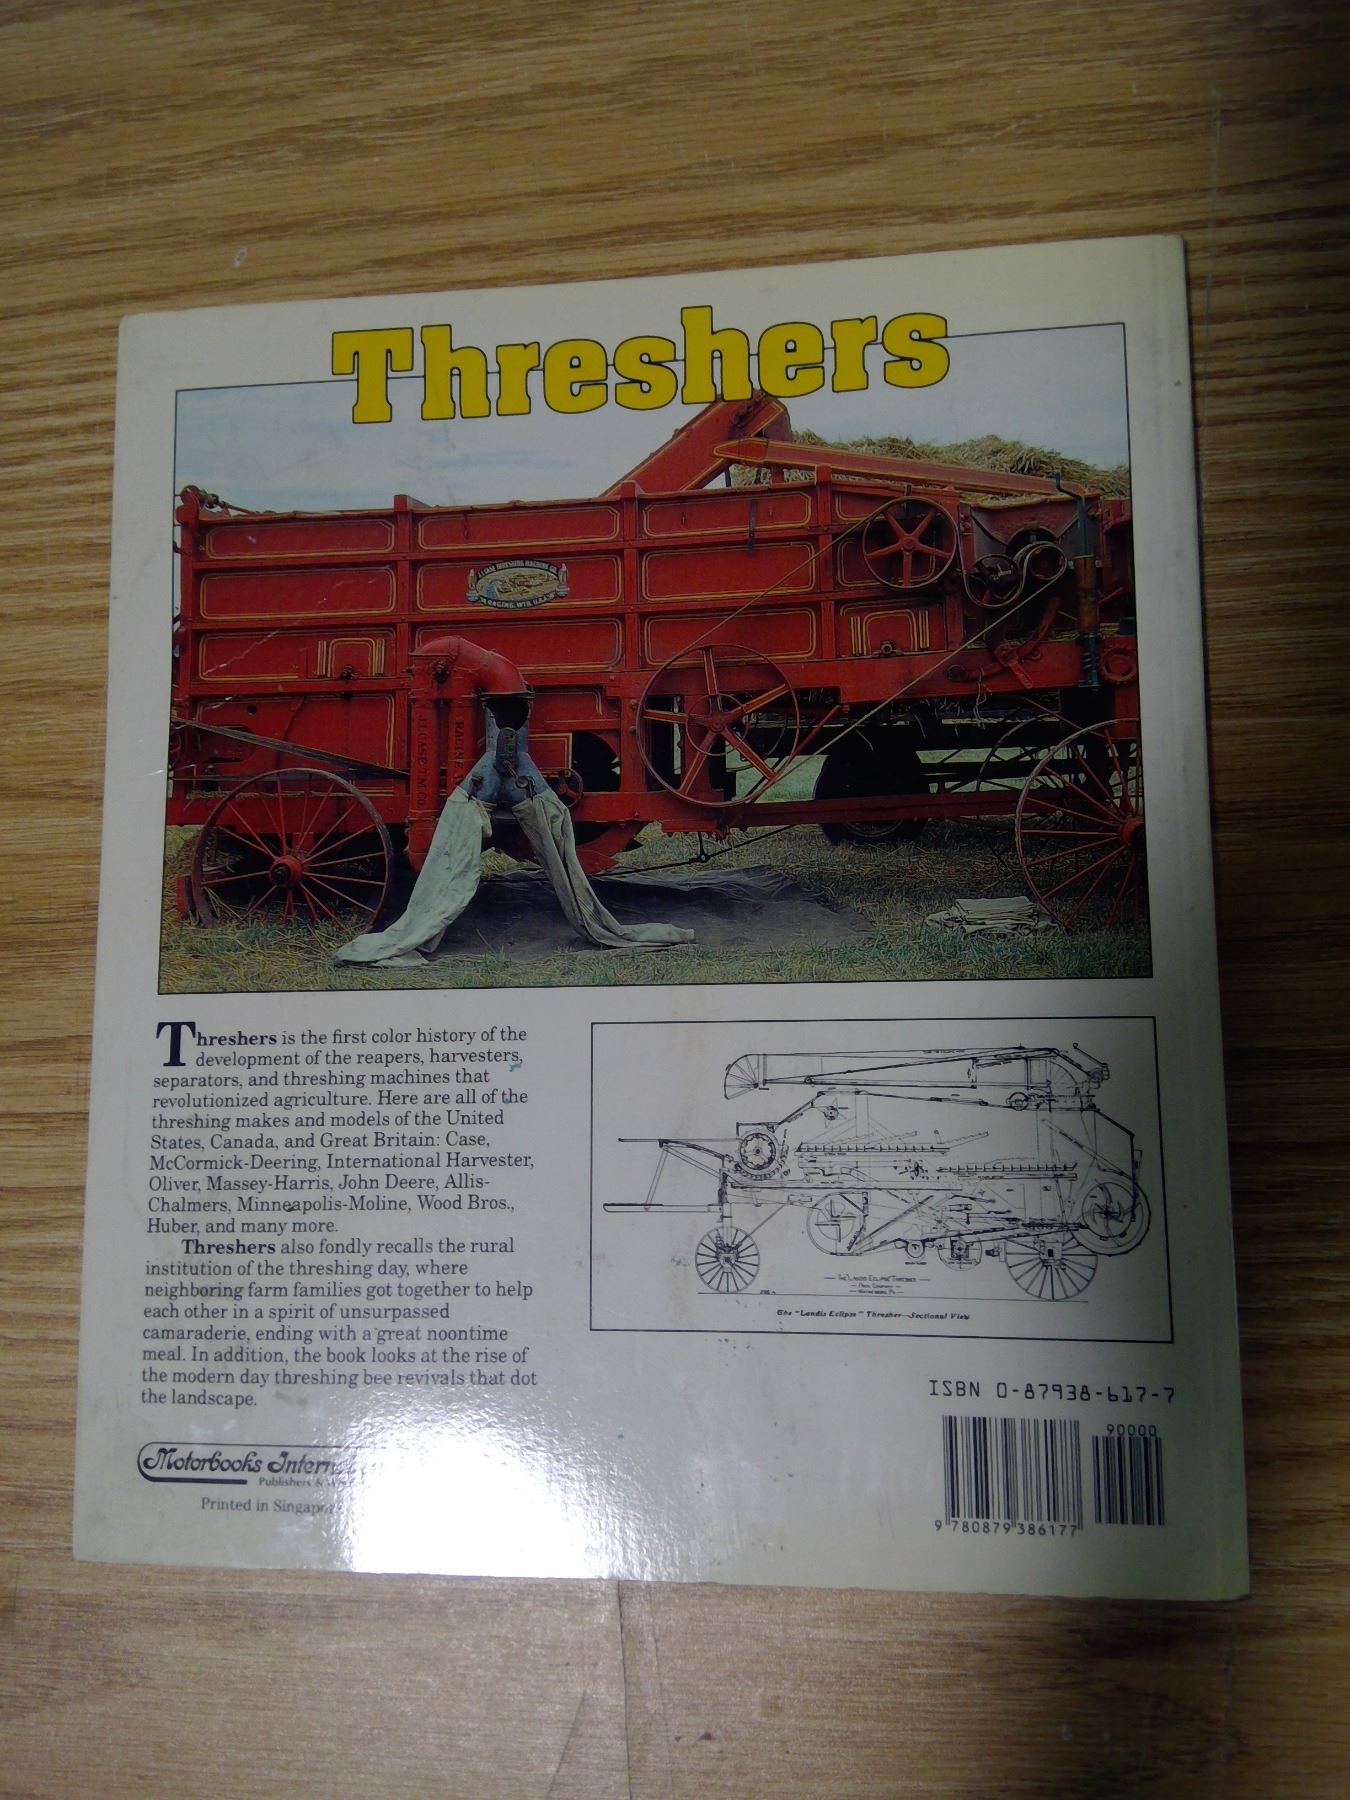 Threshers
J.I. CASE THRESHING MACHINE CO.
RACINE, WIS. U.S.A.
J.I. CASE T.M. CO.
RACINE
Threshers is the first color history of the
development of the reapers, harvesters,
separators, and threshing machines that
revolutionized agriculture. Here are all of the
threshing makes and models of the United
States, Canada, and Great Britain: Case,
McCormick-Deering, International Harvester,
Oliver, Massey-Harris, John Deere, Allis-
Chalmers, Minneapolis-Moline, Wood Bros.,
Huber, and many more.
Threshers also fondly recalls the rural
institution of the threshing day, where
neighboring farm families got together to help
each other in a spirit of unsurpassed
camaraderie, ending with a great noontime
meal. In addition, the book looks at the rise of
the modern day threshing bee revivals that dot
the landscape.
THE "LANDIS ECLIPSE" THRESHER
The "Landis Eclipse" Thresher—Sectional View
Motorbooks
Publishers &
Printed in
ISBN 0-87938-617-7
90000
9 780879 386177